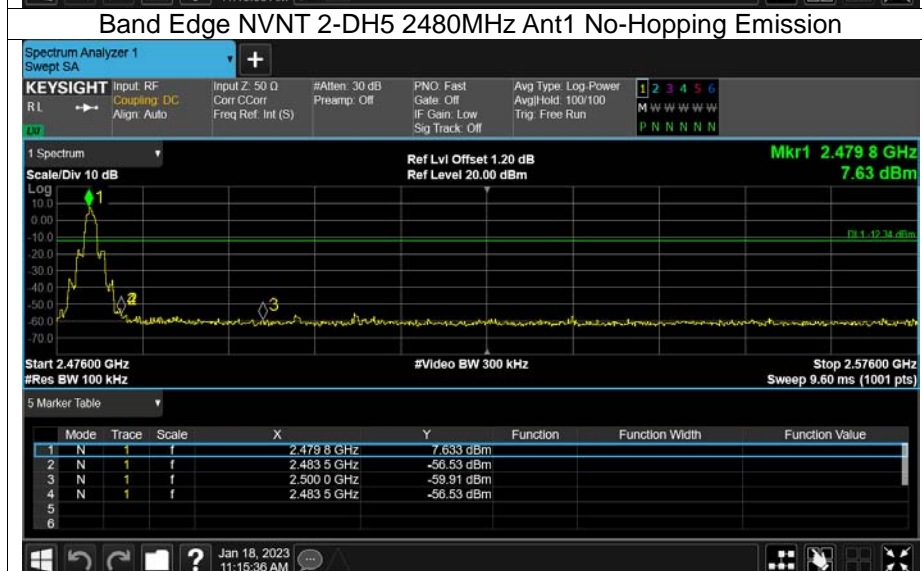 Band Edge NVNT 2-DH5 2480MHz Ant1 No-Hopping Emission
Spectrum Analyzer 1
Swept SA
+
KEYSIGHT Input: RF Input Z: 50 Ω #Atten: 30 dB PNO: Fast Avg Type: Log-Power 1 2 3 4 5 6
RL Coupling: DC Corr CCorr Preamp: Off Gate: Off Avg|Hold: 100/100 M W W W W W
Align: Auto Freq Ref: Int (S) IF Gain: Low Trig: Free Run
LXI Sig Track: Off P N N N N N
1 Spectrum Ref Lvl Offset 1.20 dB Mkr1 2.479 8 GHz
Scale/Div 10 dB Ref Level 20.00 dBm 7.63 dBm
Log
10.0 1
0.00
-10.0 DL1 -12.34 dBm
-20.0
-30.0
-40.0
-50.0 2 3
-60.0
-70.0
Start 2.47600 GHz #Video BW 300 kHz Stop 2.57600 GHz
#Res BW 100 kHz Sweep 9.60 ms (1001 pts)
5 Marker Table
Mode Trace Scale X Y Function Function Width Function Value
1 N 1 f 2.479 8 GHz 7.633 dBm
2 N 1 f 2.483 5 GHz -56.53 dBm
3 N 1 f 2.500 0 GHz -59.91 dBm
4 N 1 f 2.483 5 GHz -56.53 dBm
5
6
? Jan 18, 2023
11:15:36 AM